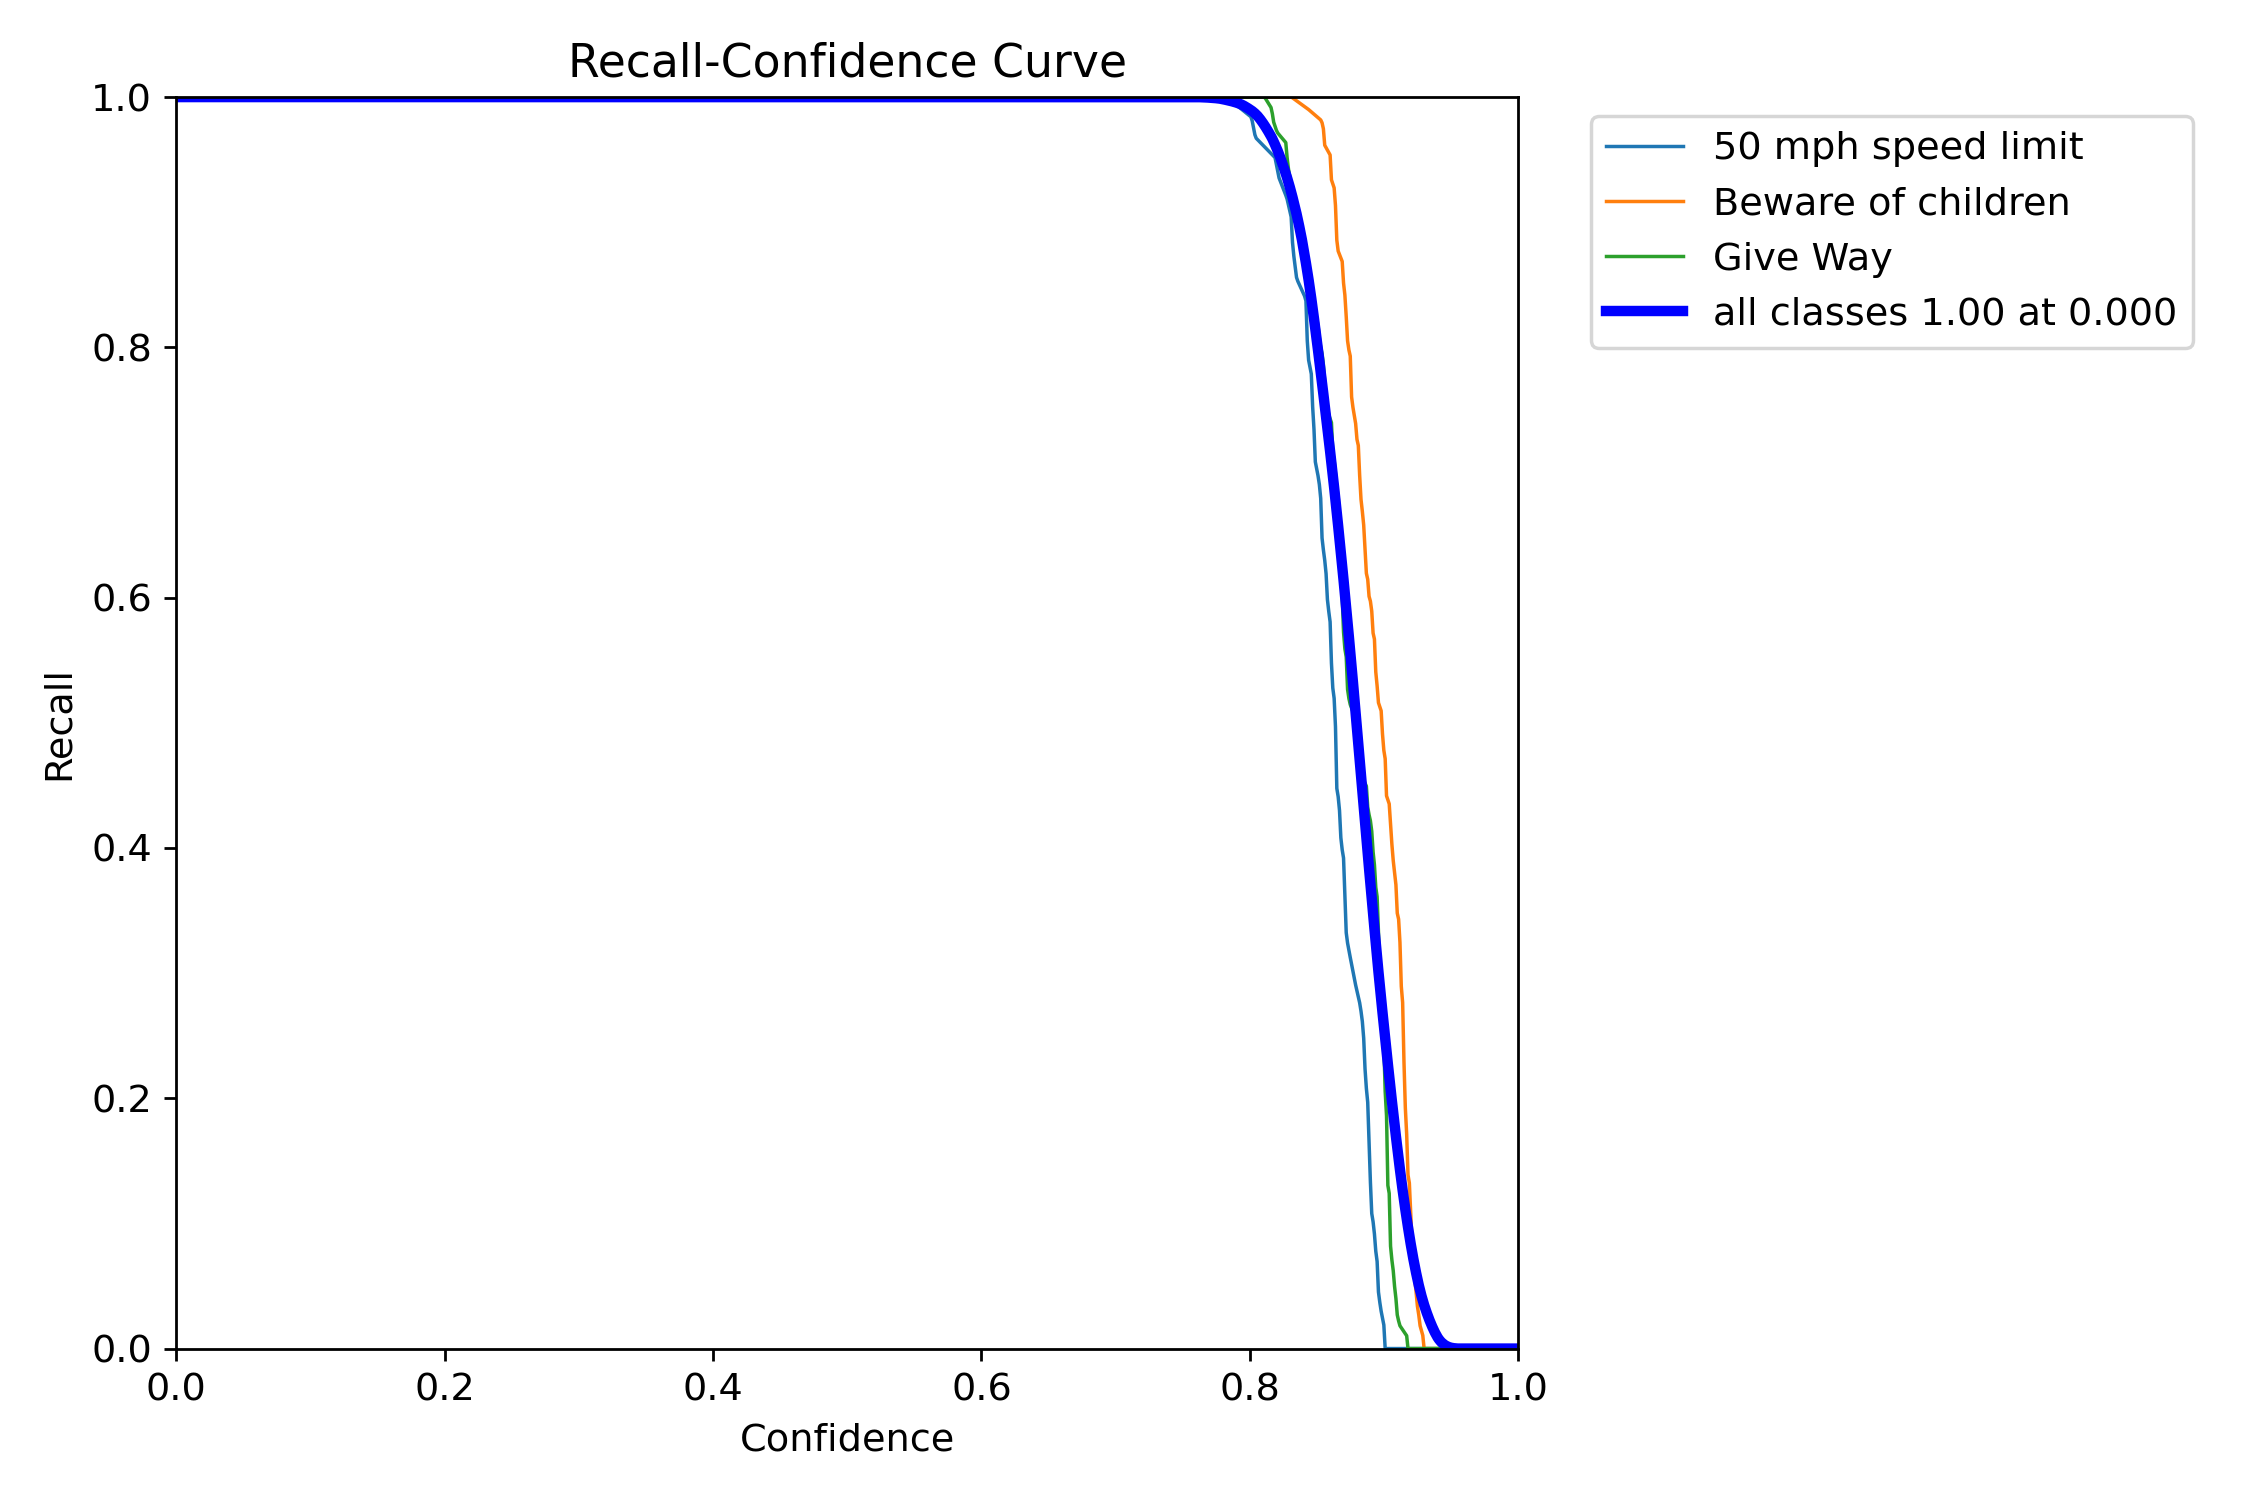 Recall-Confidence Curve
1.0
0.8
0.6
0.4
0.2
0.0
Recall
0.0 0.2 0.4 0.6 0.8 1.0
Confidence
50 mph speed limit
Beware of children
Give Way
all classes 1.00 at 0.000